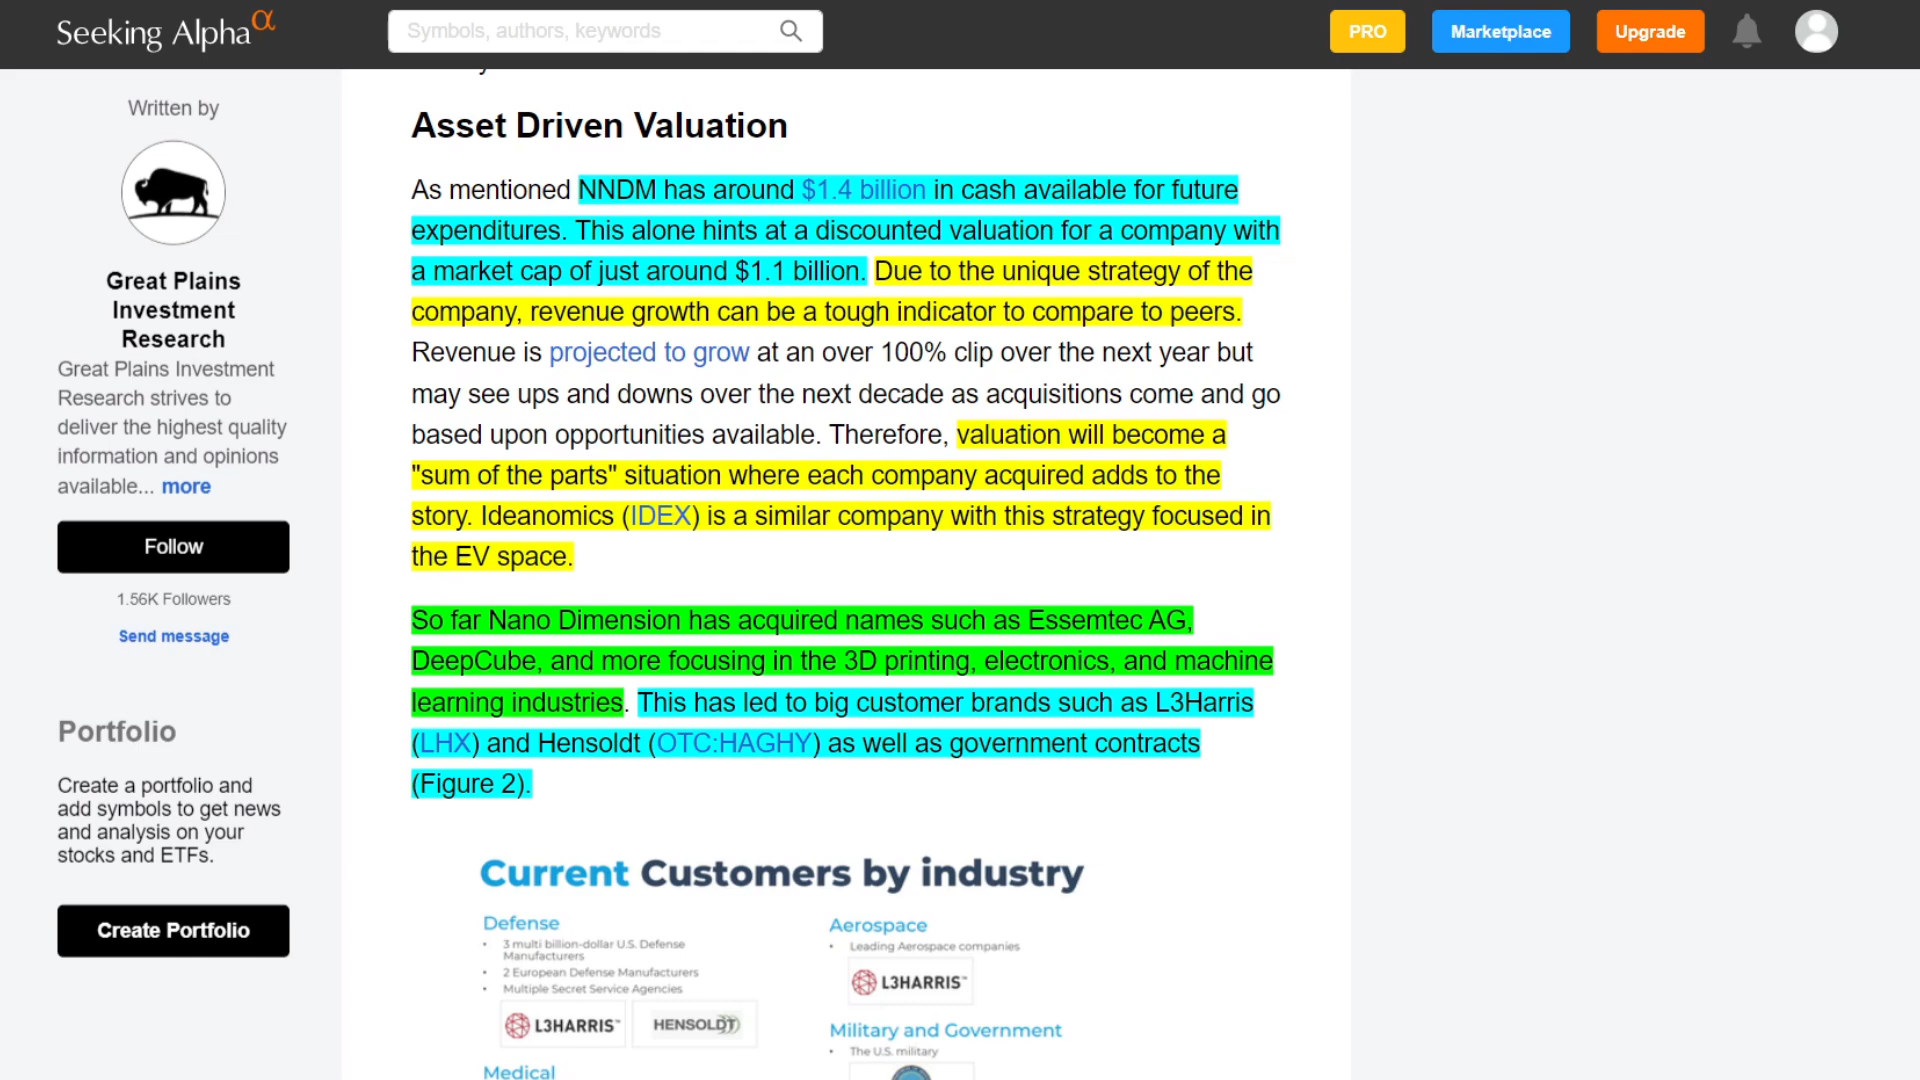 Seeking Alphaα
Symbols, authors, keywords
PRO
Marketplace
Upgrade
Written by
Great Plains
Investment
Research
Great Plains Investment
Research strives to
deliver the highest quality
information and opinions
available... more
Follow
1.56K Followers
Send message
Portfolio
Create a portfolio and
add symbols to get news
and analysis on your
stocks and ETFs.
Create Portfolio
Asset Driven Valuation
As mentioned NNDM has around $1.4 billion in cash available for future
expenditures. This alone hints at a discounted valuation for a company with
a market cap of just around $1.1 billion. Due to the unique strategy of the
company, revenue growth can be a tough indicator to compare to peers.
Revenue is projected to grow at an over 100% clip over the next year but
may see ups and downs over the next decade as acquisitions come and go
based upon opportunities available. Therefore, valuation will become a
"sum of the parts" situation where each company acquired adds to the
story. Ideanomics (IDEX) is a similar company with this strategy focused in
the EV space.
So far Nano Dimension has acquired names such as Essemtec AG,
DeepCube, and more focusing in the 3D printing, electronics, and machine
learning industries. This has led to big customer brands such as L3Harris
(LHX) and Hensoldt (OTC:HAGHY) as well as government contracts
(Figure 2).
Current Customers by industry
Defense
• 3 multi billion-dollar U.S. Defense
Manufacturers
• 2 European Defense Manufacturers
• Multiple Secret Service Agencies
L3HARRIS™
HENSOLDT
Medical
Aerospace
• Leading Aerospace companies
L3HARRIS™
Military and Government
• The U.S. military